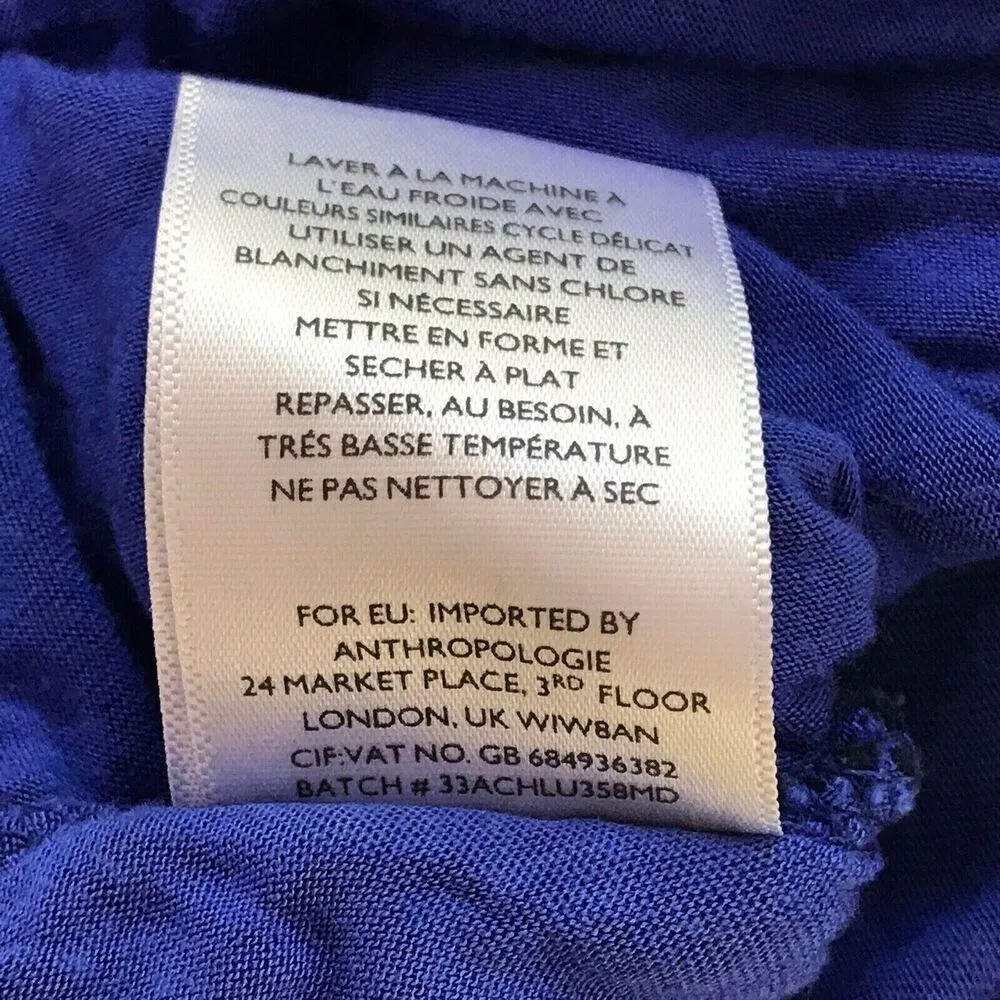 LAVER À LA MACHINE À
L'EAU FROIDE AVEC
COULEURS SIMILAIRES CYCLE DÉLICAT
UTILISER UN AGENT DE
BLANCHIMENT SANS CHLORE
SI NÉCESSAIRE
METTRE EN FORME ET
SECHER À PLAT
REPASSER, AU BESOIN, À
TRÉS BASSE TEMPÉRATURE
NE PAS NETTOYER À SEC
FOR EU: IMPORTED BY
ANTHROPOLOGIE
24 MARKET PLACE, 3RD FLOOR
LONDON, UK WIW8AN
CIF:VAT NO. GB 684936382
BATCH # 33ACHLU358MD